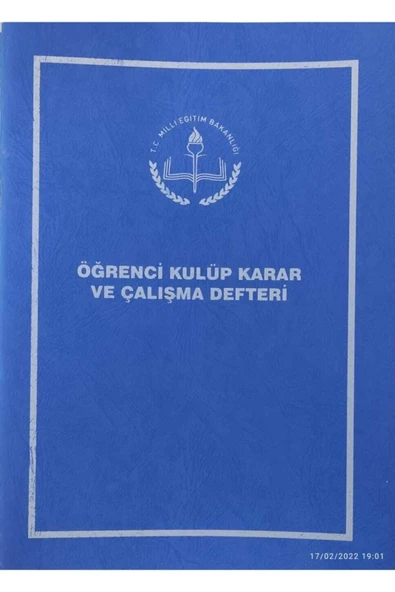 T.C. MİLLİ EĞİTİM BAKANLIĞI
ÖĞRENCİ KULÜP KARAR
VE ÇALIŞMA DEFTERİ
17/02/2022 19:01